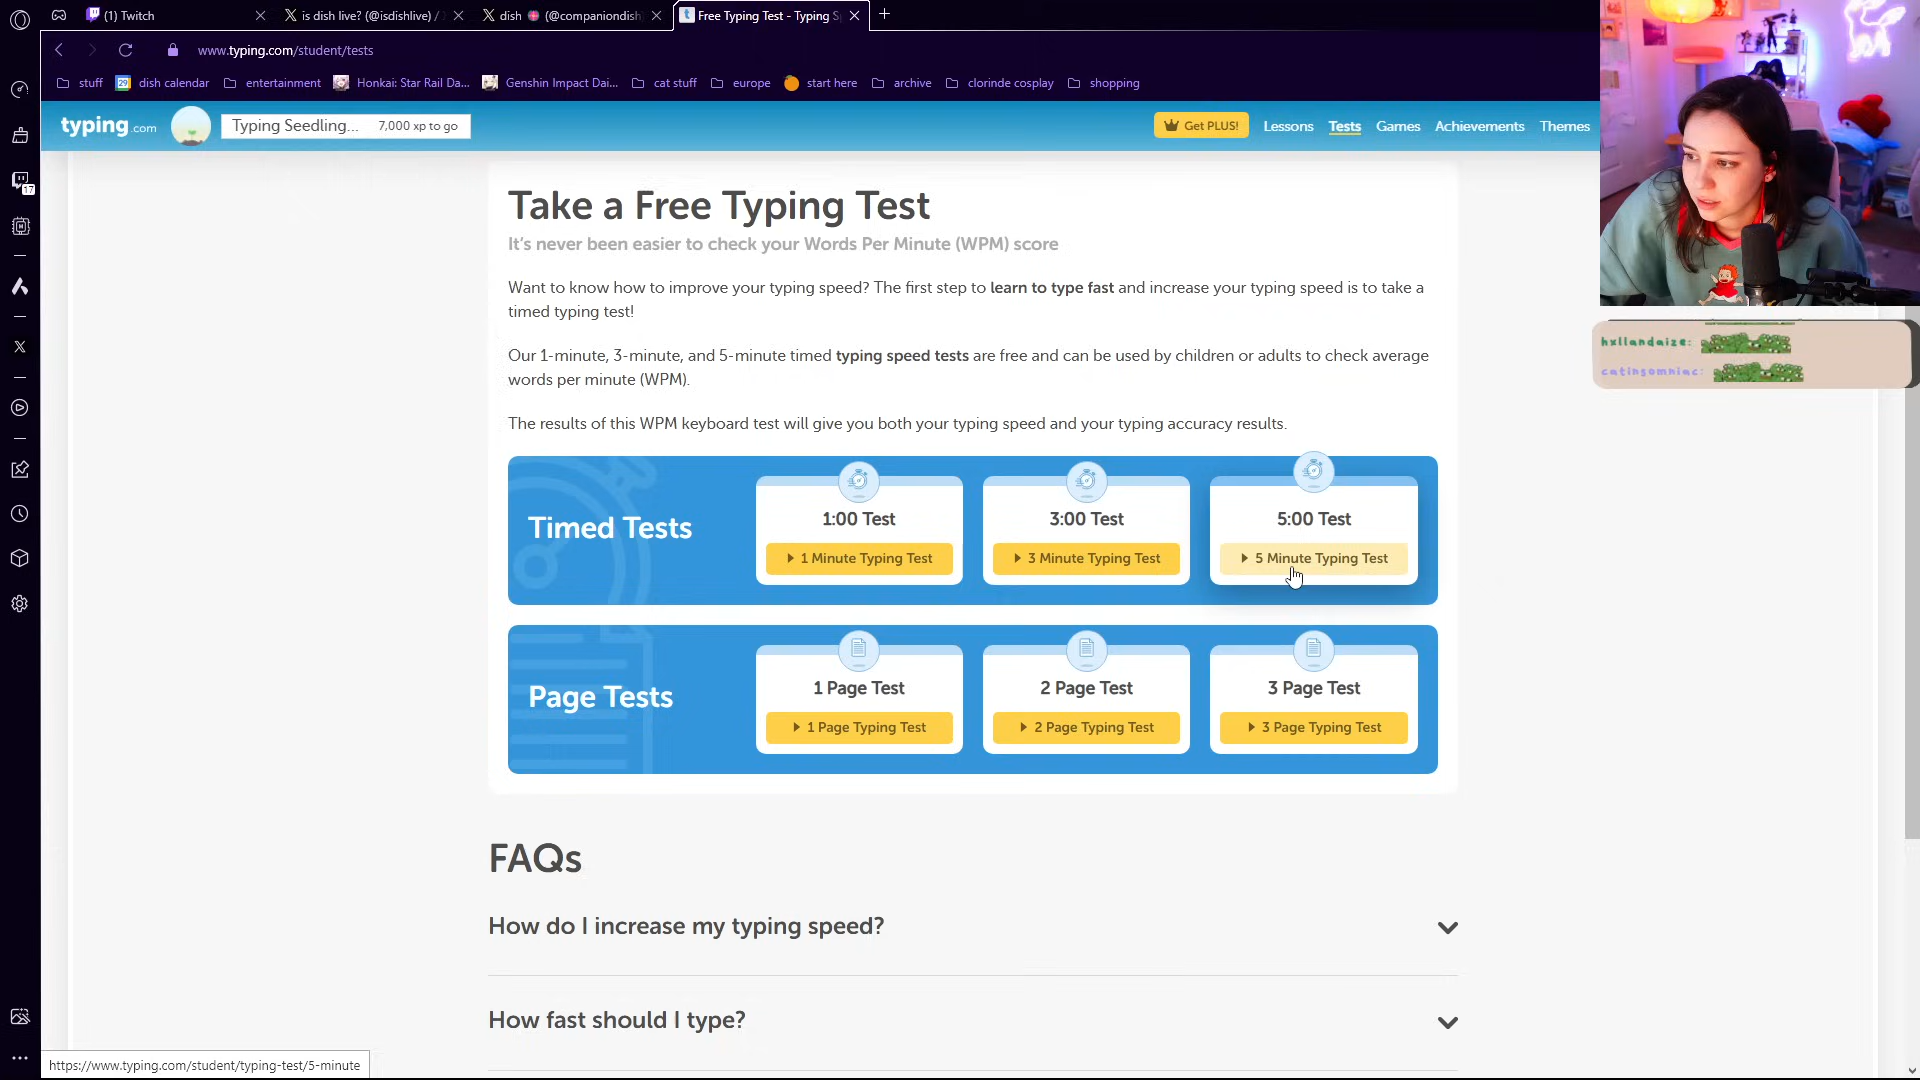 (1) Twitch
is dish live? (@isdishlive) /
dish (@companiondish
Free Typing Test - Typing S
www.typing.com/student/tests
stuff
29
dish calendar
entertainment
Honkai: Star Rail Da...
Genshin Impact Dai...
cat stuff
europe
start here
archive
clorinde cosplay
shopping
typing.com
Typing Seedling...
7,000 xp to go
Get PLUS!
Lessons
Tests
Games
Achievements
Themes
17
Take a Free Typing Test
It's never been easier to check your Words Per Minute (WPM) score
Want to know how to improve your typing speed? The first step to learn to type fast and increase your typing speed is to take a
timed typing test!
Our 1-minute, 3-minute, and 5-minute timed typing speed tests are free and can be used by children or adults to check average
words per minute (WPM).
The results of this WPM keyboard test will give you both your typing speed and your typing accuracy results.
hxllandaize:
catinsomniac:
Timed Tests
1:00 Test
1 Minute Typing Test
3:00 Test
3 Minute Typing Test
5:00 Test
5 Minute Typing Test
Page Tests
1 Page Test
1 Page Typing Test
2 Page Test
2 Page Typing Test
3 Page Test
3 Page Typing Test
FAQs
How do I increase my typing speed?
How fast should I type?
https://www.typing.com/student/typing-test/5-minute